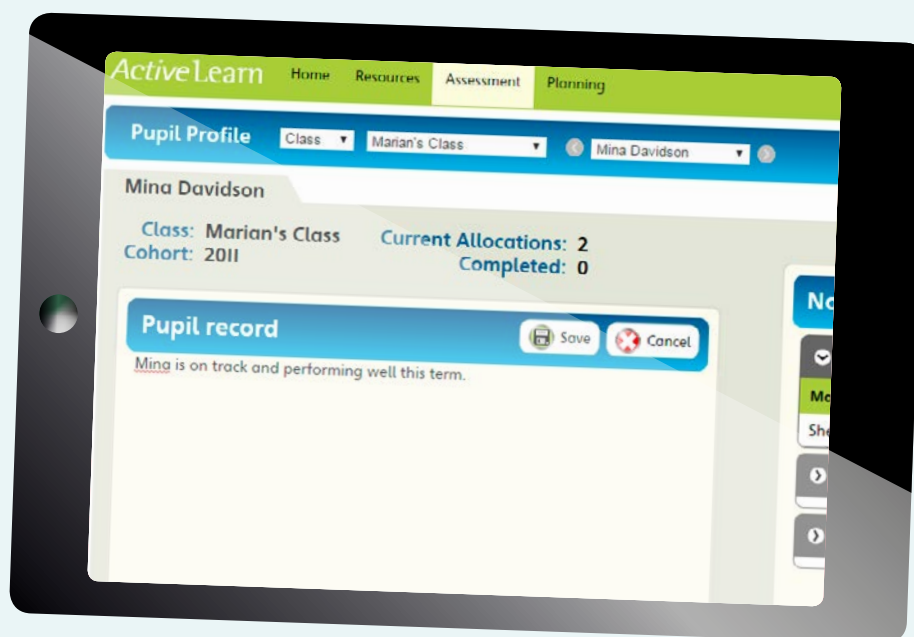 ActiveLearn Home Resources Assessment Planning
Pupil Profile Class Marian's Class Mina Davidson
Mina Davidson
Class: Marian's Class Current Allocations: 2
Cohort: 2011 Completed: 0
Pupil record Save Cancel
Mina is on track and performing well this term.